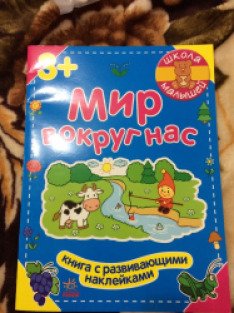 3+
школа
малышей
Мир
вокруг нас
книга с развивающими
наклейками